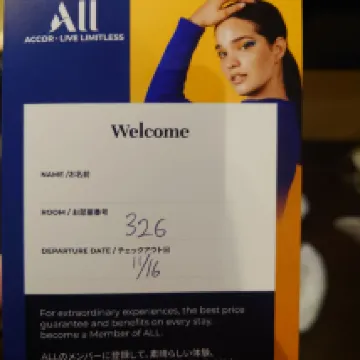 ALL
ACCOR · LIVE LIMITLESS
Welcome
NAME /お名前
ROOM / お部屋番号
326
DEPARTURE DATE / チェックアウト日
11/16
For extraordinary experiences, the best price
guaranteed and benefits on every stay,
become a Member of ALL.
ALLのメンバーに登録して、素晴らしい体験、